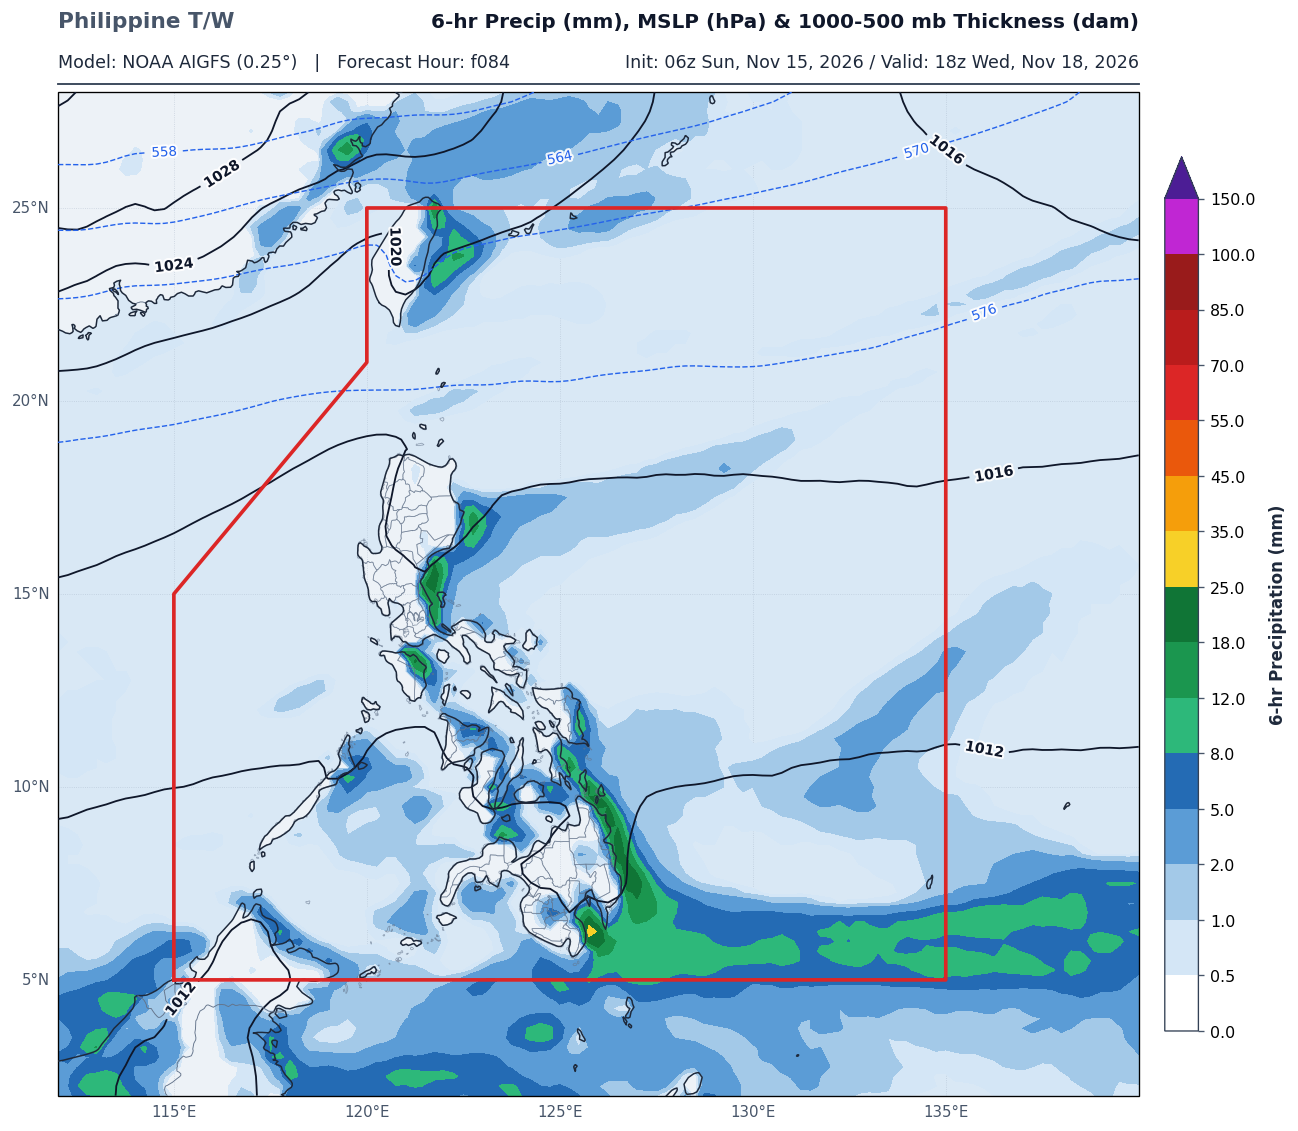 Philippine T/W
6-hr Precip (mm), MSLP (hPa) & 1000-500 mb Thickness (dam)
Model: NOAA AIGFS (0.25°) | Forecast Hour: f084
Init: 06z Sun, Nov 15, 2026 / Valid: 18z Wed, Nov 18, 2026
558
1028
564
570
1016
25°N
1020
1024
576
20°N
1016
15°N
1012
10°N
5°N
1012
115°E
120°E
125°E
130°E
135°E
150.0
100.0
85.0
70.0
55.0
45.0
35.0
25.0
18.0
12.0
8.0
5.0
2.0
1.0
0.5
0.0
6-hr Precipitation (mm)